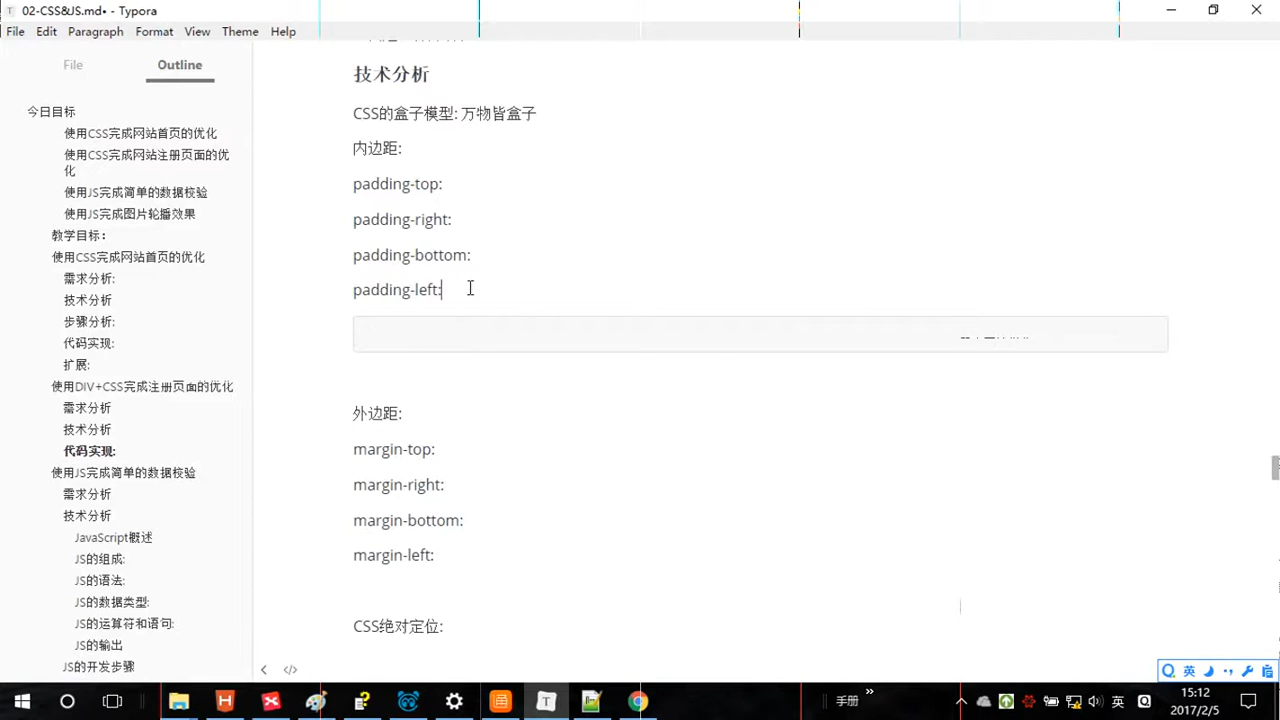 02-CSS&JS.md• - Typora
File Edit Paragraph Format View Theme Help
File Outline
今日目标
使用CSS完成网站首页的优化
使用CSS完成网站注册页面的优
化
使用JS完成简单的数据校验
使用JS完成图片轮播效果
教学目标：
使用CSS完成网站首页的优化
需求分析:
技术分析
步骤分析:
代码实现:
扩展:
使用DIV+CSS完成注册页面的优化
需求分析
技术分析
代码实现:
使用JS完成简单的数据校验
需求分析
技术分析
JavaScript概述
JS的组成:
JS的语法:
JS的数据类型:
JS的运算符和语句:
JS的输出
JS的开发步骤
技术分析
CSS的盒子模型: 万物皆盒子
内边距:
padding-top:
padding-right:
padding-bottom:
padding-left:
外边距:
margin-top:
margin-right:
margin-bottom:
margin-left:
CSS绝对定位:
英
手册
英
15:12
2017/2/5